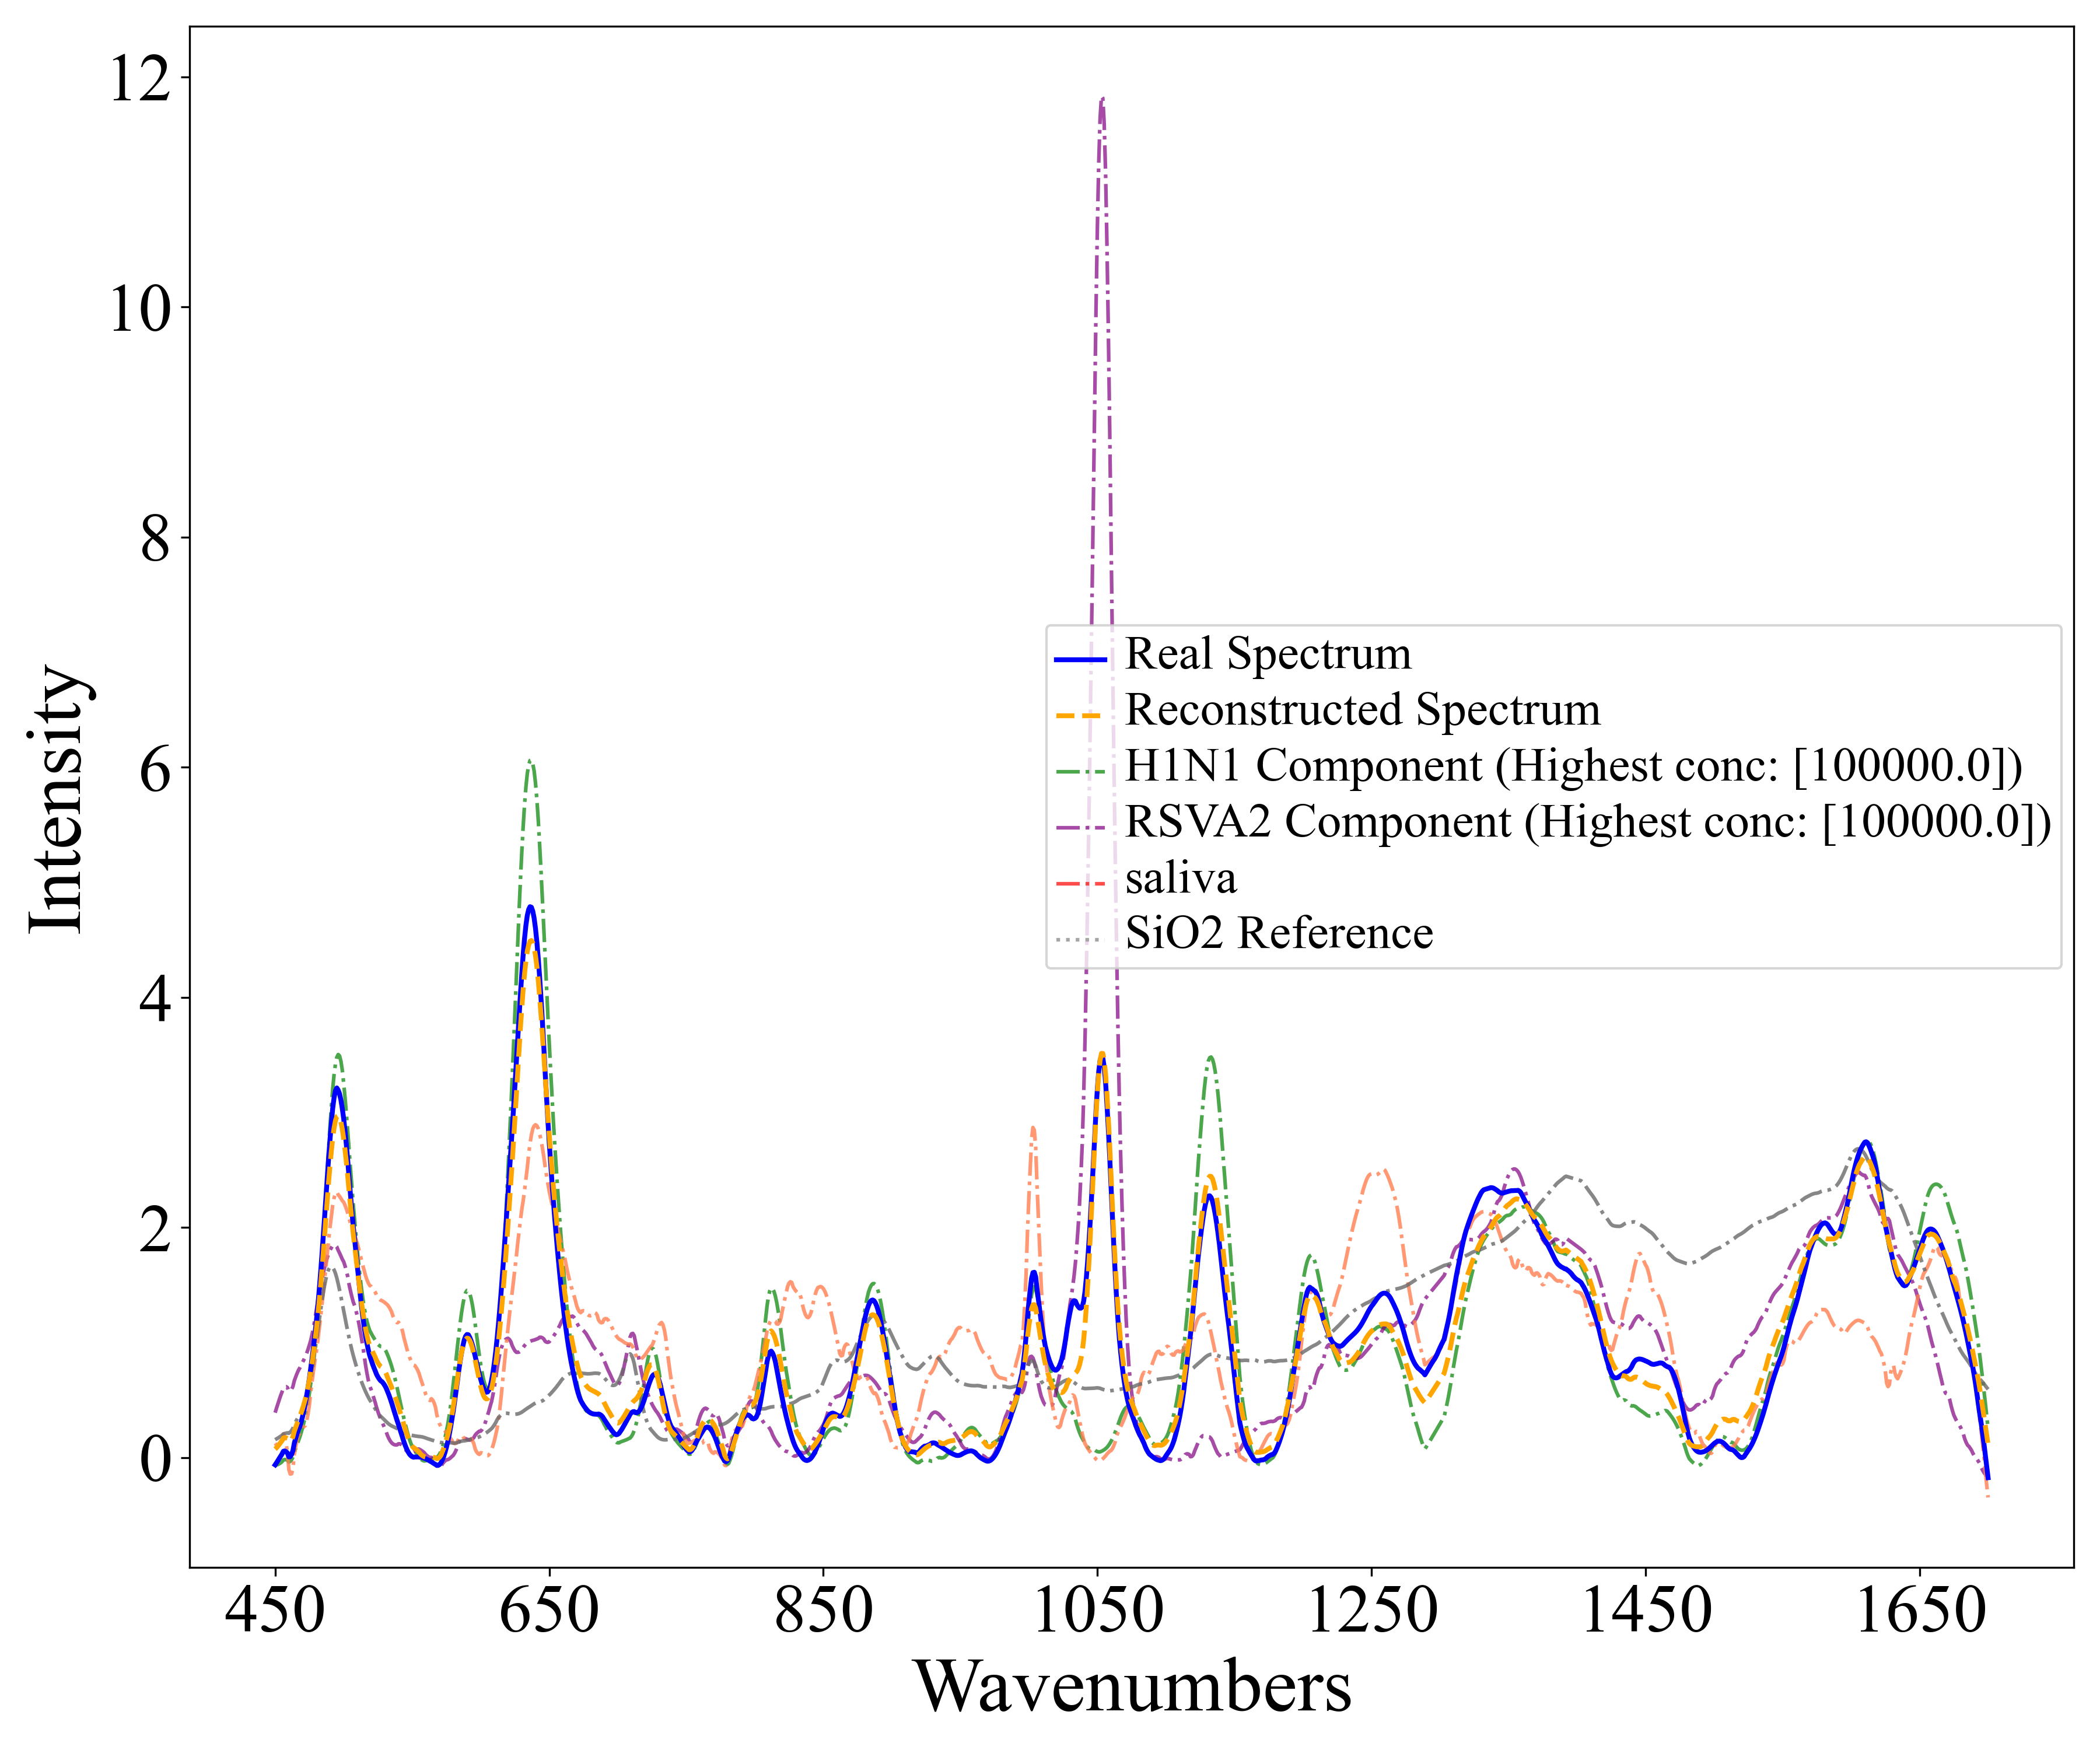 12
10
8
6
4
2
0
Intensity
Real Spectrum
Reconstructed Spectrum
H1N1 Component (Highest conc: [100000.0])
RSVA2 Component (Highest conc: [100000.0])
saliva
SiO2 Reference
450 650 850 1050 1250 1450 1650
Wavenumbers